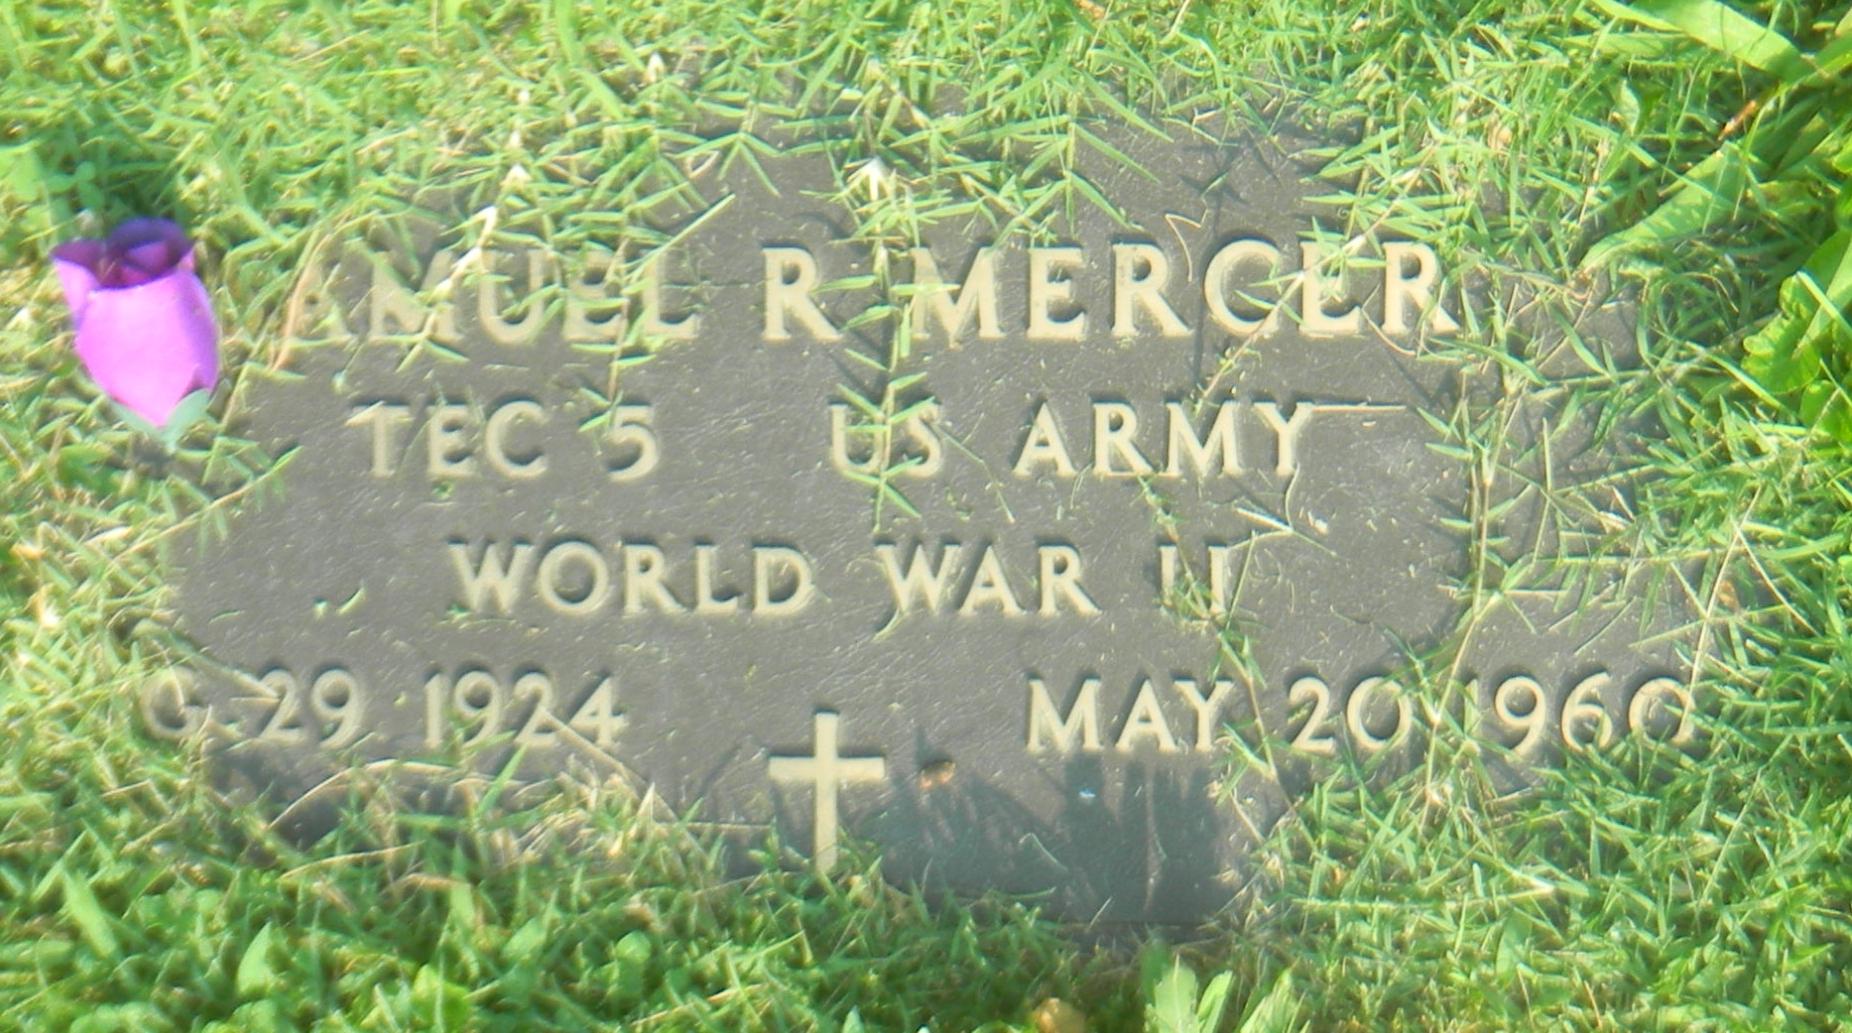 AMUEL R MERCER
TEC 5 US ARMY
WORLD WAR II
G 29 1924 MAY 20 1960